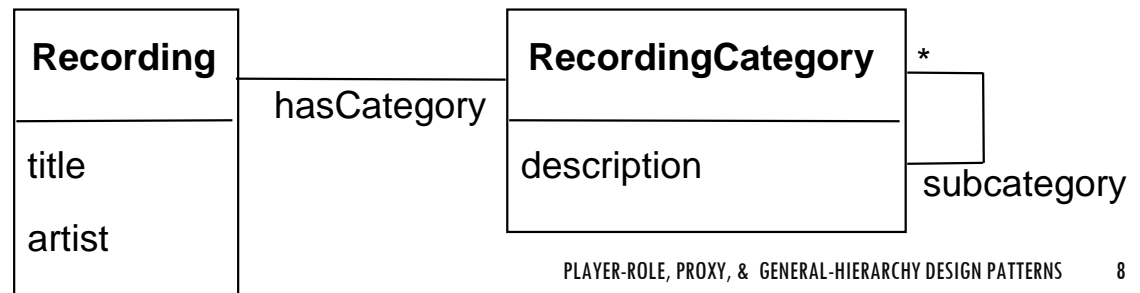 Recording
hasCategory
title
artist
RecordingCategory
*
description
subcategory
PLAYER-ROLE, PROXY, & GENERAL-HIERARCHY DESIGN PATTERNS 8